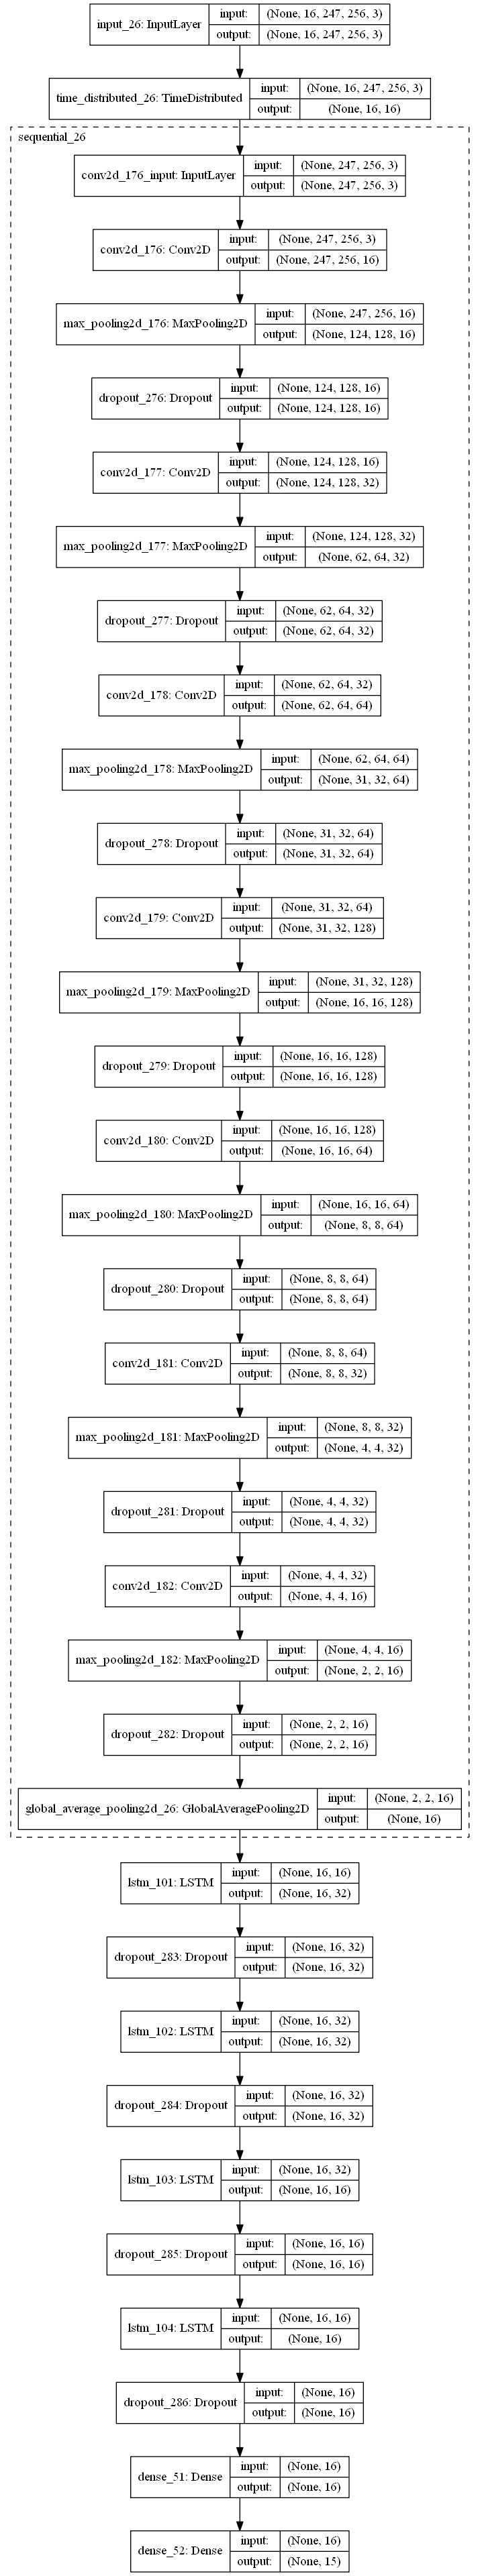 input_26: InputLayer input: (None, 16, 247, 256, 3)
output: (None, 16, 247, 256, 3)
time_distributed_26: TimeDistributed input: (None, 16, 247, 256, 3)
output: (None, 16, 16)
sequential_26
conv2d_176_input: InputLayer input: (None, 247, 256, 3)
output: (None, 247, 256, 3)
conv2d_176: Conv2D input: (None, 247, 256, 3)
output: (None, 247, 256, 16)
max_pooling2d_176: MaxPooling2D input: (None, 247, 256, 16)
output: (None, 124, 128, 16)
dropout_276: Dropout input: (None, 124, 128, 16)
output: (None, 124, 128, 16)
conv2d_177: Conv2D input: (None, 124, 128, 16)
output: (None, 124, 128, 32)
max_pooling2d_177: MaxPooling2D input: (None, 124, 128, 32)
output: (None, 62, 64, 32)
dropout_277: Dropout input: (None, 62, 64, 32)
output: (None, 62, 64, 32)
conv2d_178: Conv2D input: (None, 62, 64, 32)
output: (None, 62, 64, 64)
max_pooling2d_178: MaxPooling2D input: (None, 62, 64, 64)
output: (None, 31, 32, 64)
dropout_278: Dropout input: (None, 31, 32, 64)
output: (None, 31, 32, 64)
conv2d_179: Conv2D input: (None, 31, 32, 64)
output: (None, 31, 32, 128)
max_pooling2d_179: MaxPooling2D input: (None, 31, 32, 128)
output: (None, 16, 16, 128)
dropout_279: Dropout input: (None, 16, 16, 128)
output: (None, 16, 16, 128)
conv2d_180: Conv2D input: (None, 16, 16, 128)
output: (None, 16, 16, 64)
max_pooling2d_180: MaxPooling2D input: (None, 16, 16, 64)
output: (None, 8, 8, 64)
dropout_280: Dropout input: (None, 8, 8, 64)
output: (None, 8, 8, 64)
conv2d_181: Conv2D input: (None, 8, 8, 64)
output: (None, 8, 8, 32)
max_pooling2d_181: MaxPooling2D input: (None, 8, 8, 32)
output: (None, 4, 4, 32)
dropout_281: Dropout input: (None, 4, 4, 32)
output: (None, 4, 4, 32)
conv2d_182: Conv2D input: (None, 4, 4, 32)
output: (None, 4, 4, 16)
max_pooling2d_182: MaxPooling2D input: (None, 4, 4, 16)
output: (None, 2, 2, 16)
dropout_282: Dropout input: (None, 2, 2, 16)
output: (None, 2, 2, 16)
global_average_pooling2d_26: GlobalAveragePooling2D input: (None, 2, 2, 16)
output: (None, 16)
lstm_101: LSTM input: (None, 16, 16)
output: (None, 16, 32)
dropout_283: Dropout input: (None, 16, 32)
output: (None, 16, 32)
lstm_102: LSTM input: (None, 16, 32)
output: (None, 16, 32)
dropout_284: Dropout input: (None, 16, 32)
output: (None, 16, 32)
lstm_103: LSTM input: (None, 16, 32)
output: (None, 16, 16)
dropout_285: Dropout input: (None, 16, 16)
output: (None, 16, 16)
lstm_104: LSTM input: (None, 16, 16)
output: (None, 16)
dropout_286: Dropout input: (None, 16)
output: (None, 16)
dense_51: Dense input: (None, 16)
output: (None, 16)
dense_52: Dense input: (None, 16)
output: (None, 15)